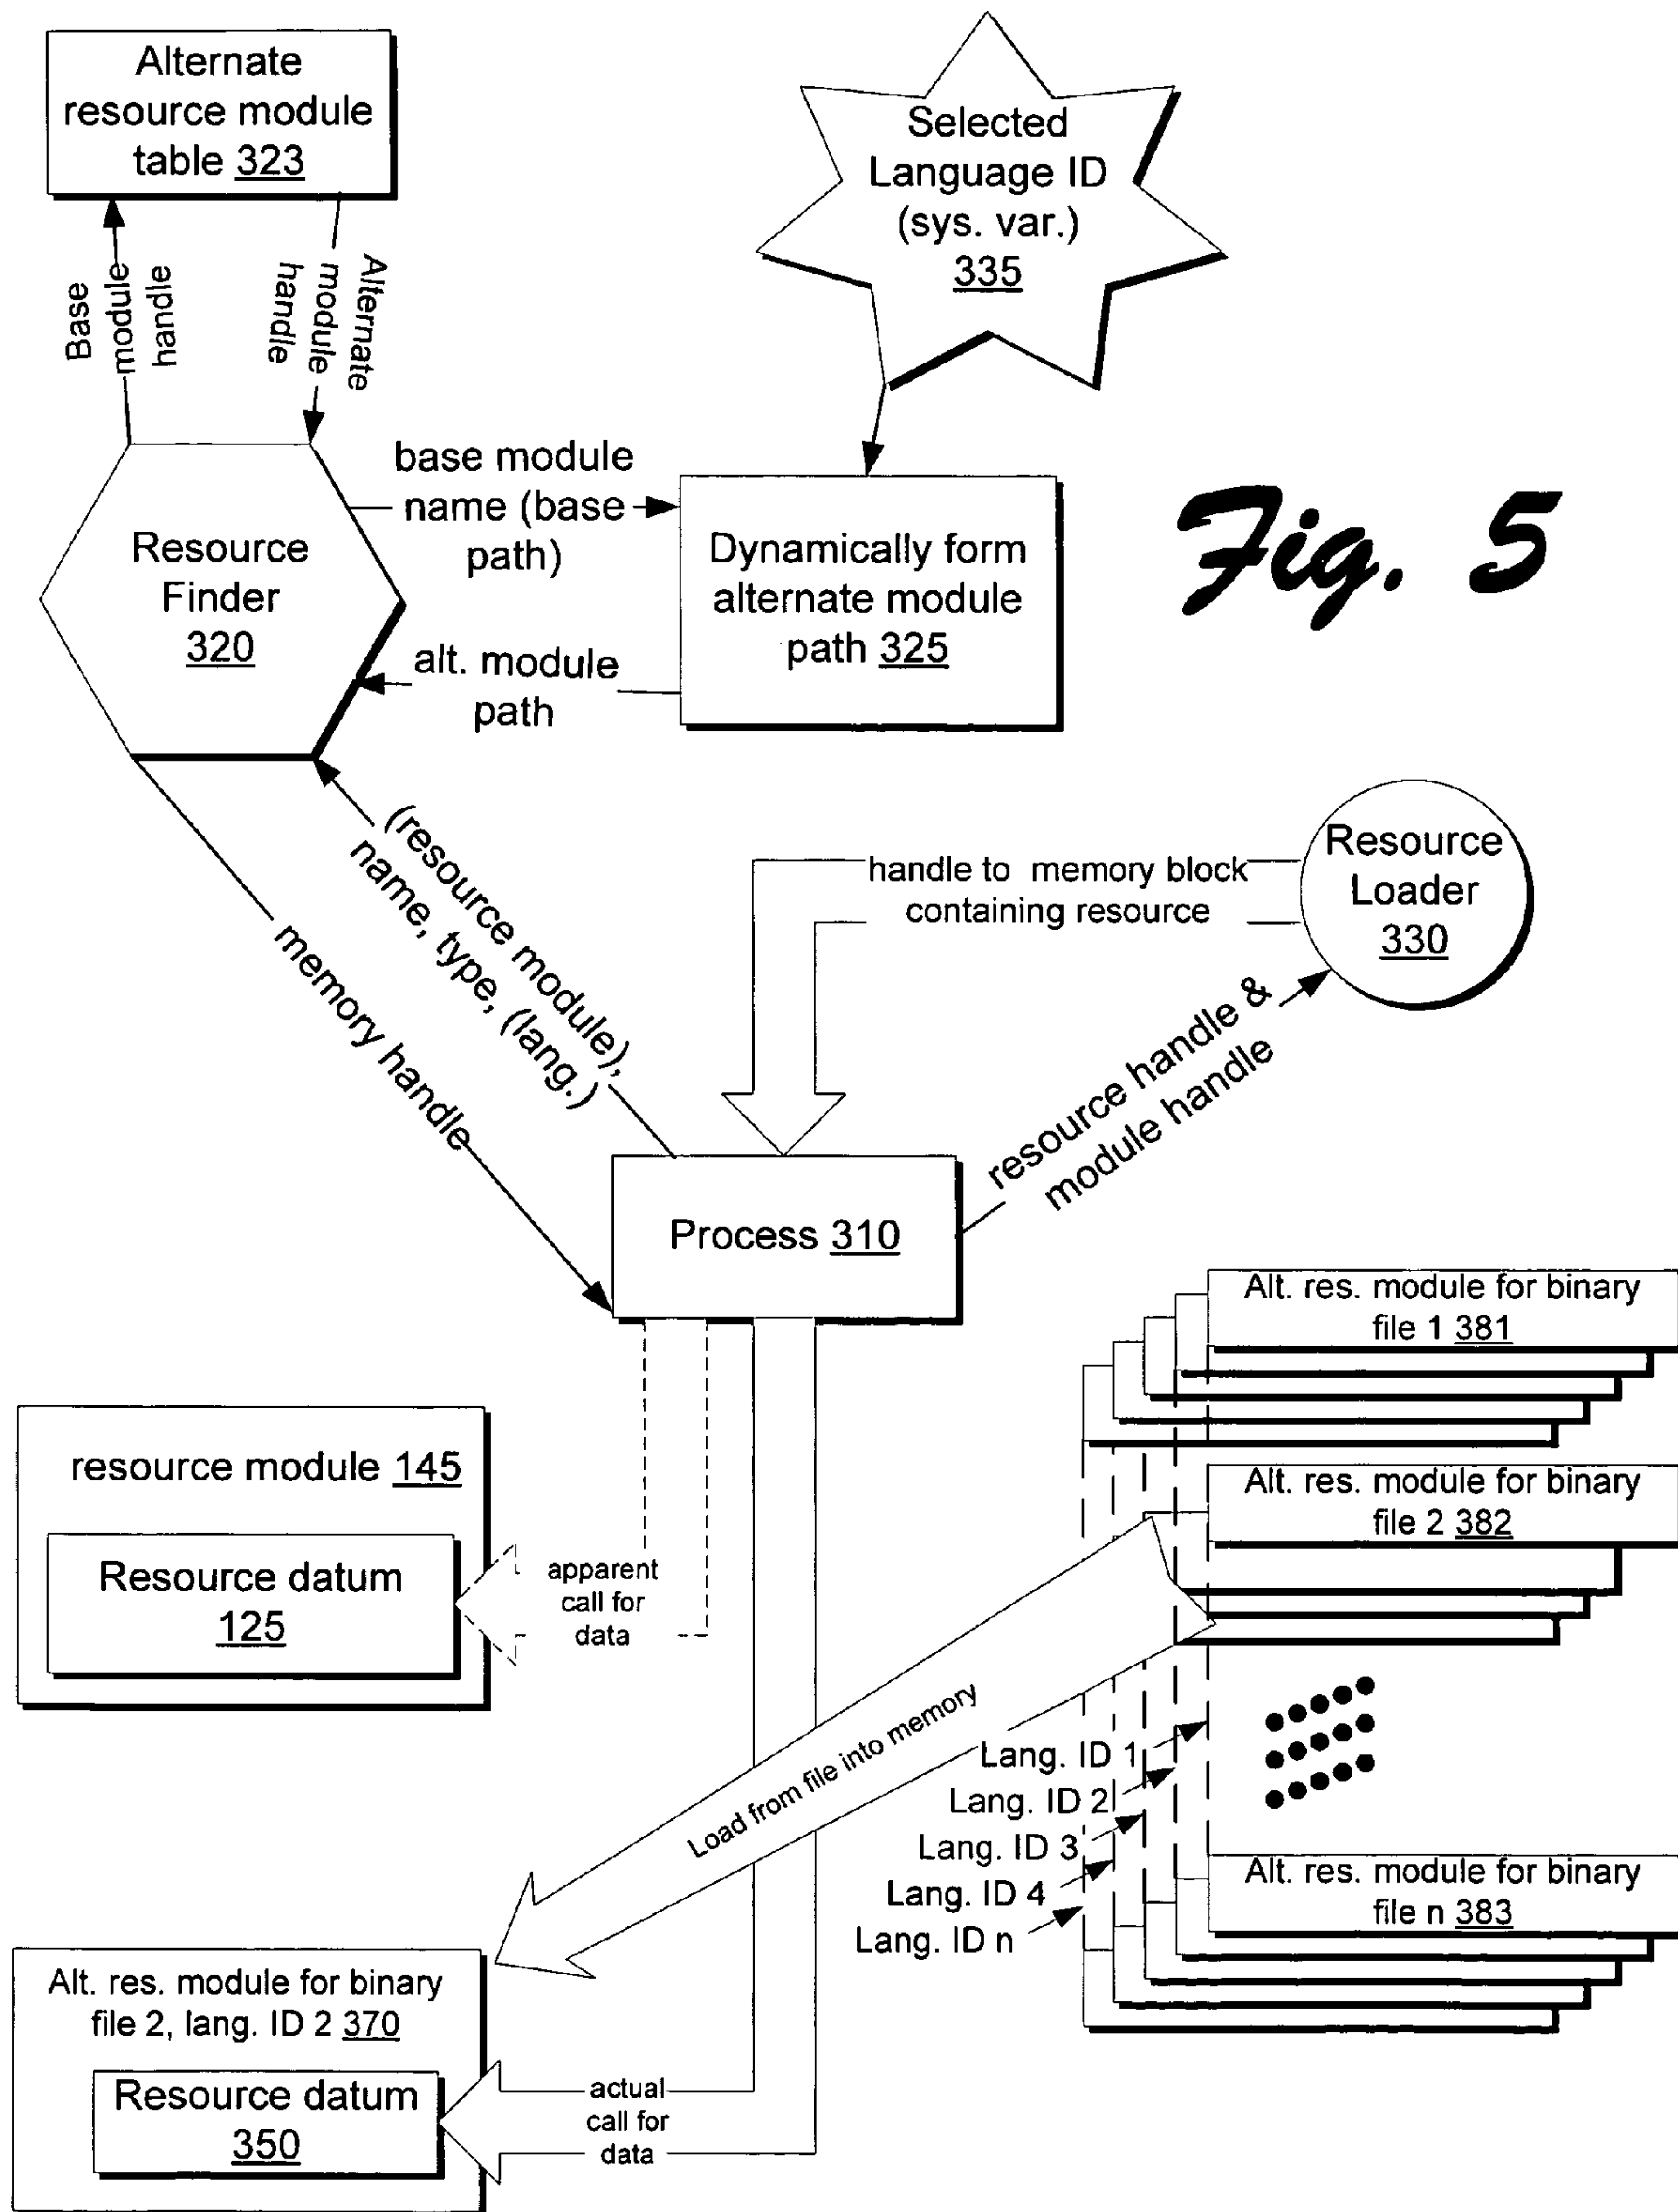 Alternate
resource module
table 323
Selected
Language ID
(sys. var.)
335
Base
module
handle
Alternate
module
handle
base module
name (base
path)
Resource
Finder
320
Dynamically form
alternate module
path 325
alt. module
path
Fig. 5
(resource module),
name, type, (lang.)
memory handle
handle to memory block
containing resource
Resource
Loader
330
resource handle &
module handle
Process 310
Alt. res. module for binary
file 1 381
resource module 145
Resource datum
125
apparent
call for
data
Alt. res. module for binary
file 2 382
Load from file into memory
Lang. ID 1
Lang. ID 2
Lang. ID 3
Lang. ID 4
Lang. ID n
Alt. res. module for binary
file n 383
Alt. res. module for binary
file 2, lang. ID 2 370
Resource datum
350
actual
call for
data